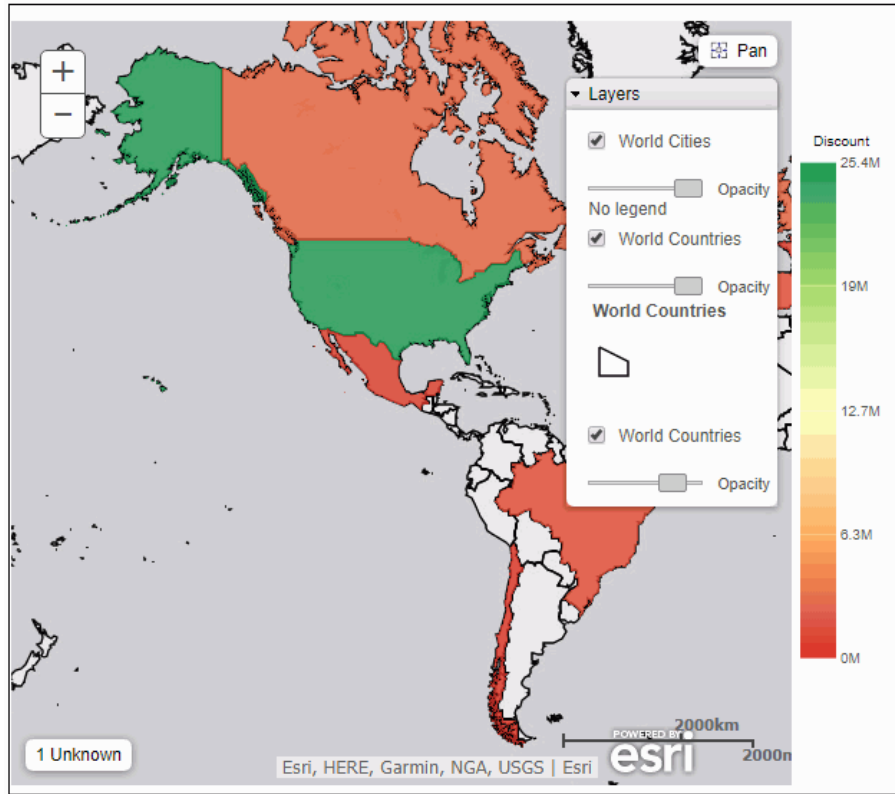 +
−
Pan
Layers
World Cities
Opacity
No legend
World Countries
Opacity
World Countries
World Countries
Opacity
Discount
25.4M
19M
12.7M
6.3M
0M
1 Unknown
2000km
2000m
Esri, HERE, Garmin, NGA, USGS | Esri
POWERED BY
esri